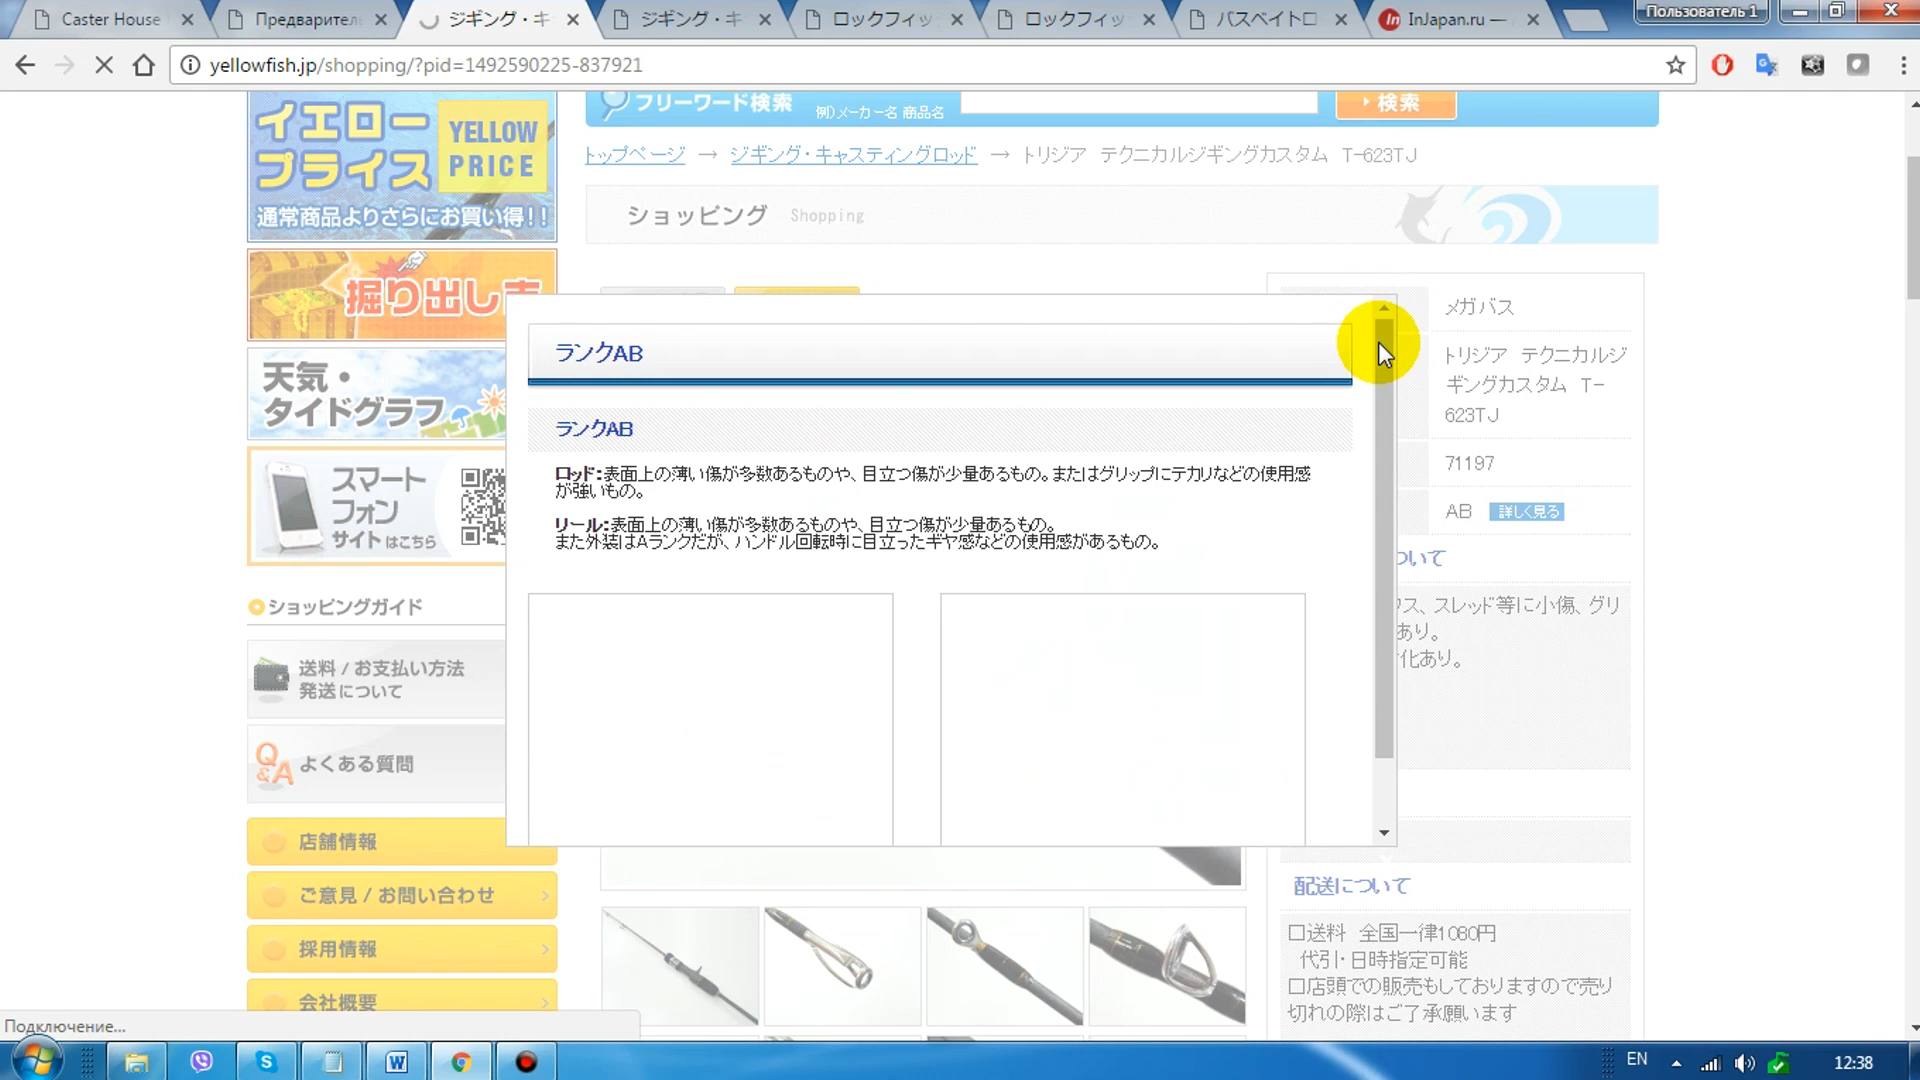 Caster House
Предварител
ジギング・キ
ジギング・キ
ロックフィッ
ロックフィッ
バスベイトロ
InJapan.ru —
Пользователь 1
yellowfish.jp/shopping/?pid=1492590225-837921
イエロー
プライス
YELLOW
PRICE
通常商品よりさらにお買い得!!
フリーワード検索
例)メーカー名 商品名
検索
トップページ → ジギング・キャスティングロッド → トリジア テクニカルジギングカスタム T-623TJ
ショッピング Shopping
掘り出し市
天気・
タイドグラフ
スマート
フォン
サイトはこちら
ショッピングガイド
送料 / お支払い方法
発送について
Q&A よくある質問
店舗情報
ご意見 / お問い合わせ
採用情報
会社概要
ランクAB
ランクAB
ロッド:表面上の薄い傷が多数あるものや、目立つ傷が少量あるもの。またはグリップにテカリなどの使用感
が強いもの。
リール:表面上の薄い傷が多数あるものや、目立つ傷が少量あるもの。
また外装はAランクだが、ハンドル回転時に目立ったギヤ感などの使用感があるもの。
メガバス
トリジア テクニカルジ
ギングカスタム T-
623TJ
71197
AB 詳しく見る
ついて
ス、スレッド等に小傷、グリ
あり。
化あり。
配送について
口送料 全国一律1080円
代引・日時指定可能
口店頭での販売もしておりますので売り
切れの際はご了承願います
Подключение...
EN
12:38